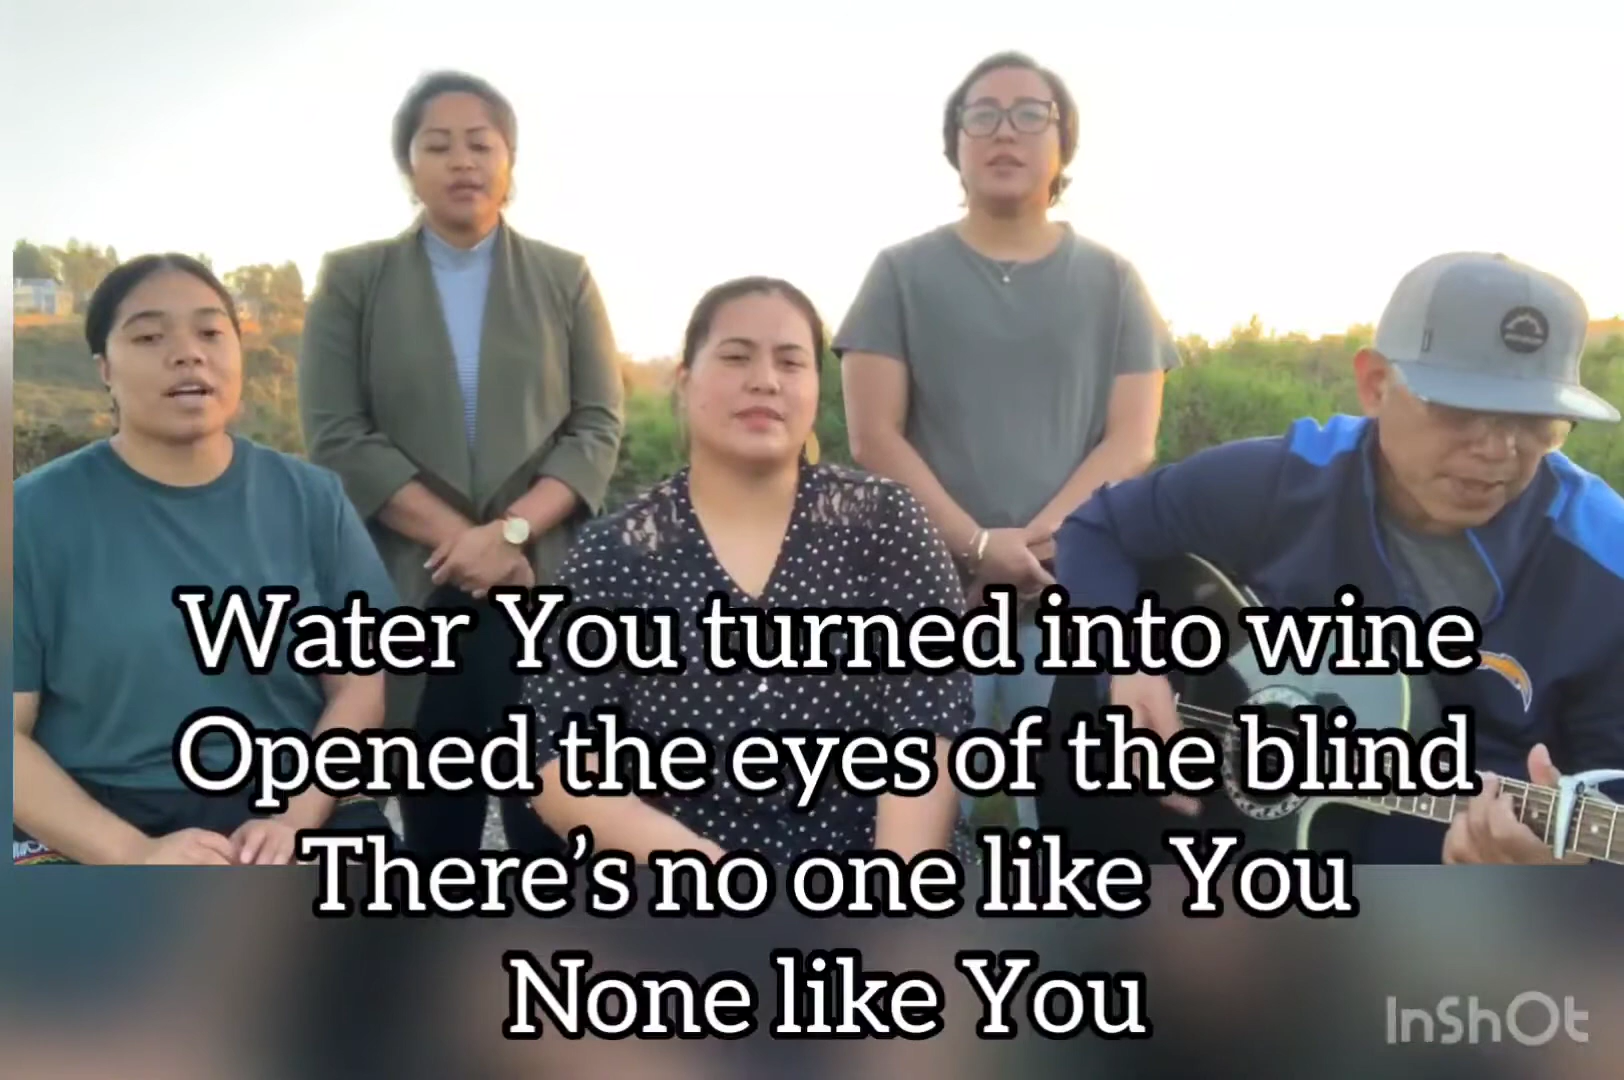 Water You turned into wine
Opened the eyes of the blind
There's no one like You
None like You
InShOt